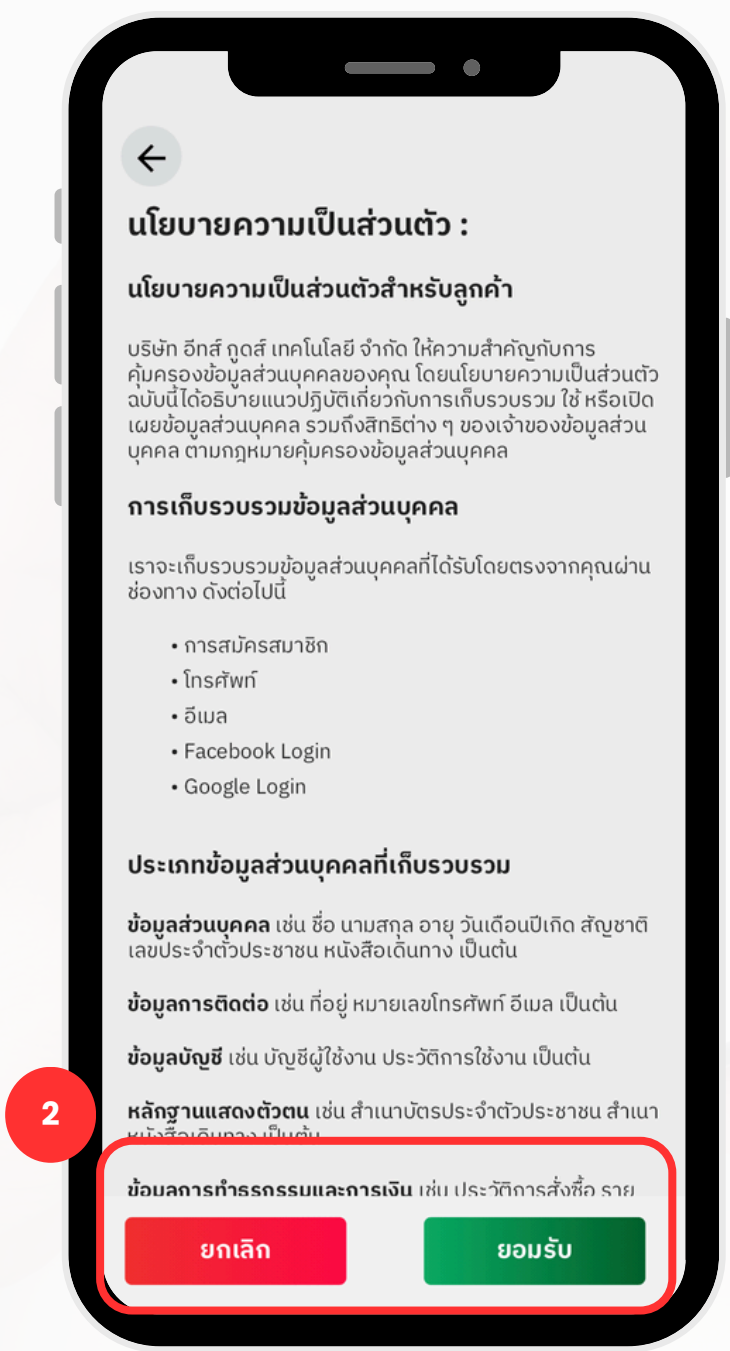 นโยบายความเป็นส่วนตัว :
นโยบายความเป็นส่วนตัวสำหรับลูกค้า
บริษัท อีทส์ กูดส์ เทคโนโลยี จำกัด ให้ความสำคัญกับการ
คุ้มครองข้อมูลส่วนบุคคลของคุณ โดยนโยบายความเป็นส่วนตัว
ฉบับนี้ได้อธิบายแนวปฏิบัติเกี่ยวกับการเก็บรวบรวม ใช้ หรือเปิด
เผยข้อมูลส่วนบุคคล รวมถึงสิทธิต่าง ๆ ของเจ้าของข้อมูลส่วน
บุคคล ตามกฎหมายคุ้มครองข้อมูลส่วนบุคคล
การเก็บรวบรวมข้อมูลส่วนบุคคล
เราจะเก็บรวบรวมข้อมูลส่วนบุคคลที่ได้รับโดยตรงจากคุณผ่าน
ช่องทาง ดังต่อไปนี้
• การสมัครสมาชิก
• โทรศัพท์
• อีเมล
• Facebook Login
• Google Login
ประเภทข้อมูลส่วนบุคคลที่เก็บรวบรวม
ข้อมูลส่วนบุคคล เช่น ชื่อ นามสกุล อายุ วันเดือนปีเกิด สัญชาติ
เลขประจำตัวประชาชน หนังสือเดินทาง เป็นต้น
ข้อมูลการติดต่อ เช่น ที่อยู่ หมายเลขโทรศัพท์ อีเมล เป็นต้น
ข้อมูลบัญชี เช่น บัญชีผู้ใช้งาน ประวัติการใช้งาน เป็นต้น
2
หลักฐานแสดงตัวตน เช่น สำเนาบัตรประจำตัวประชาชน สำเนา
หนังสือเดินทาง เป็นต้น
ข้อมูลการทำธุรกรรมและการเงิน เช่น ประวัติการสั่งซื้อ ราย
ยกเลิก
ยอมรับ